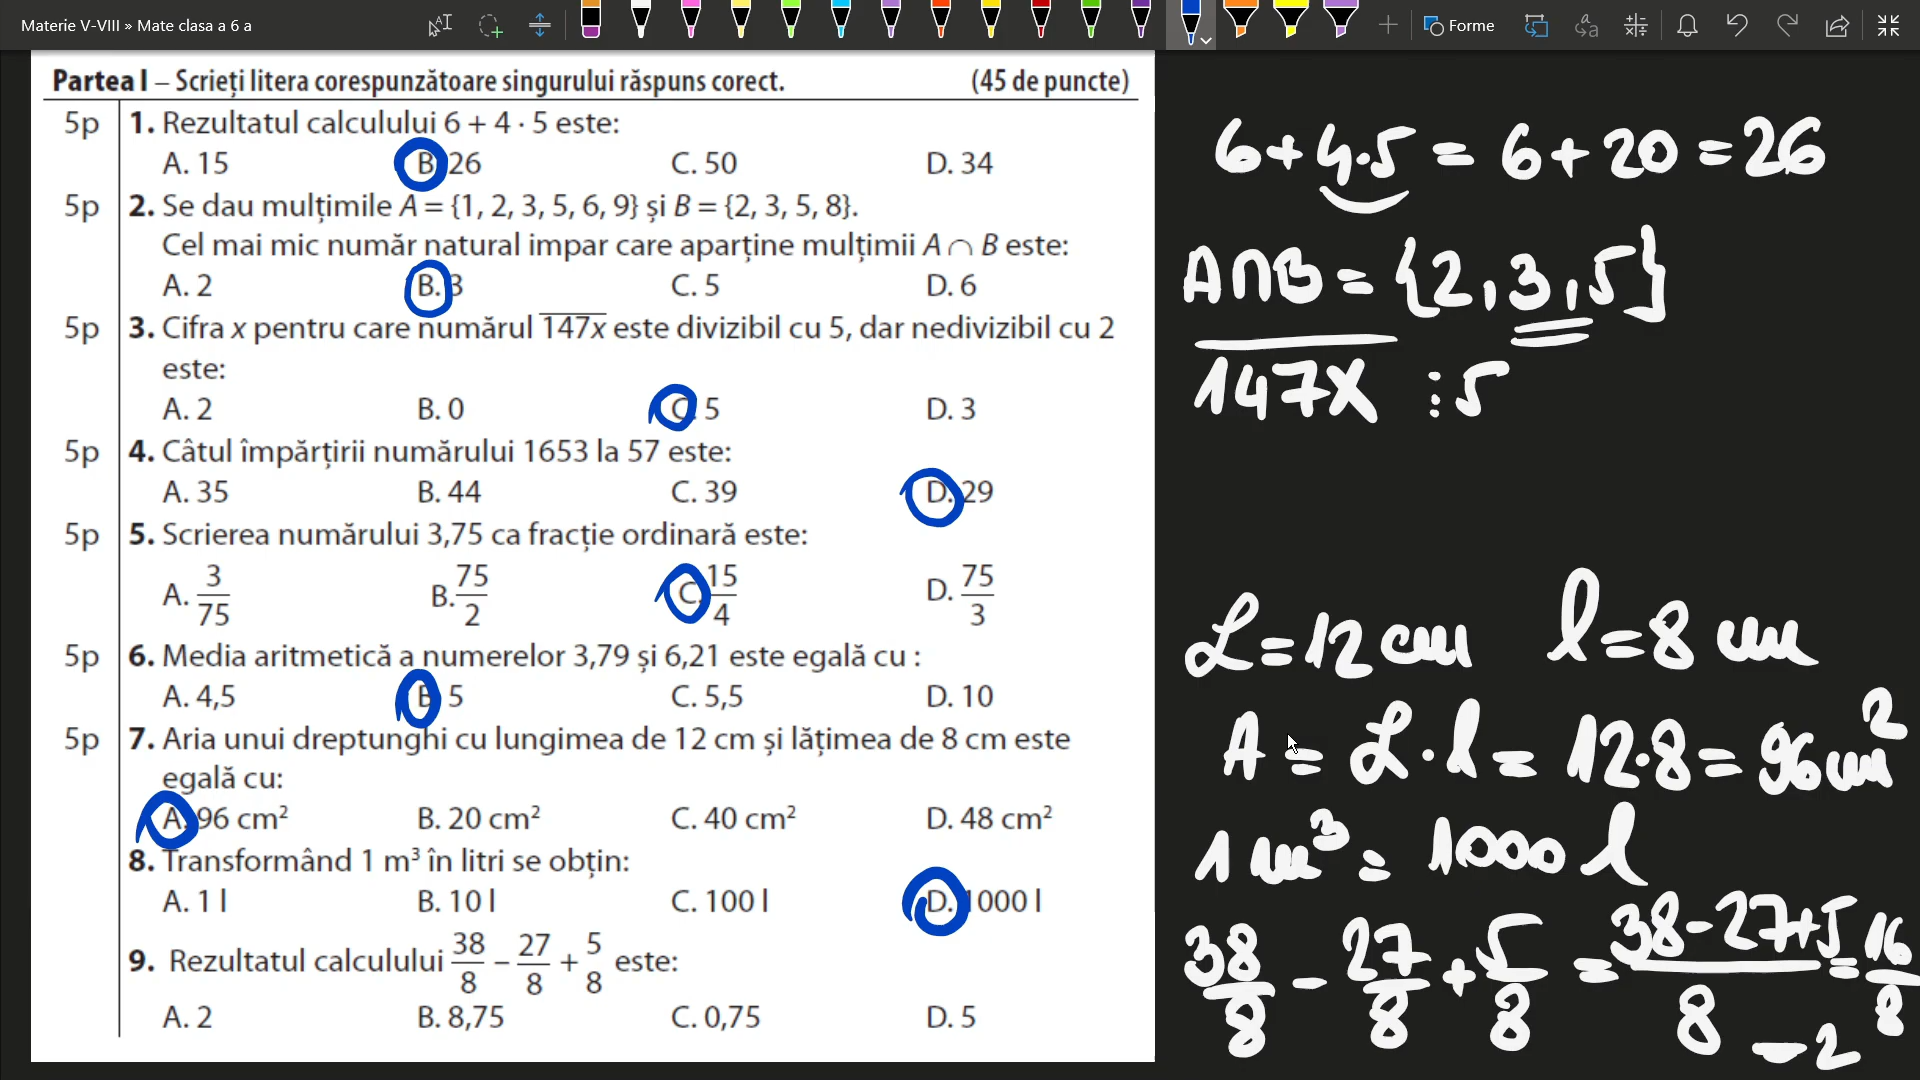 Materie V-VIII » Mate clasa a 6 a
Forme
Partea I – Scrieți litera corespunzătoare singurului răspuns corect. (45 de puncte)
5p 1. Rezultatul calculului 6 + 4 · 5 este:
A. 15 B. 26 C. 50 D. 34
5p 2. Se dau mulțimile A = {1, 2, 3, 5, 6, 9} și B = {2, 3, 5, 8}.
Cel mai mic număr natural impar care aparține mulțimii A ∩ B este:
A. 2 B. 3 C. 5 D. 6
5p 3. Cifra x pentru care numărul 147x este divizibil cu 5, dar nedivizibil cu 2
este:
A. 2 B. 0 C. 5 D. 3
5p 4. Câtul împărțirii numărului 1653 la 57 este:
A. 35 B. 44 C. 39 D. 29
5p 5. Scrierea numărului 3,75 ca fracție ordinară este:
A. 3/75 B. 75/2 C. 15/4 D. 75/3
5p 6. Media aritmetică a numerelor 3,79 și 6,21 este egală cu :
A. 4,5 B. 5 C. 5,5 D. 10
5p 7. Aria unui dreptunghi cu lungimea de 12 cm și lățimea de 8 cm este
egală cu:
A. 96 cm² B. 20 cm² C. 40 cm² D. 48 cm²
8. Transformând 1 m³ în litri se obțin:
A. 1 l B. 10 l C. 100 l D. 1000 l
9. Rezultatul calculului 38/8 – 27/8 + 5/8 este:
A. 2 B. 8,75 C. 0,75 D. 5
6+4·5 = 6+20 = 26
A∩B = {2, 3, 5}
147x ⋮ 5
L = 12 cm l = 8 cm
A = L · l = 12·8 = 96 cm²
1 m³ = 1000 l
38/8 - 27/8 + 5/8 = 38-27+5/8 = 16/8
= 2